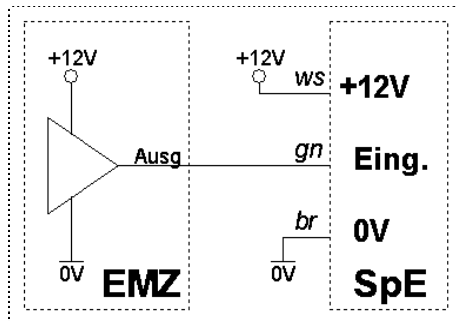 +12V
Ausg
0V
EMZ
+12V
ws
+12V
gn
Eing.
br
0V
0V
SpE